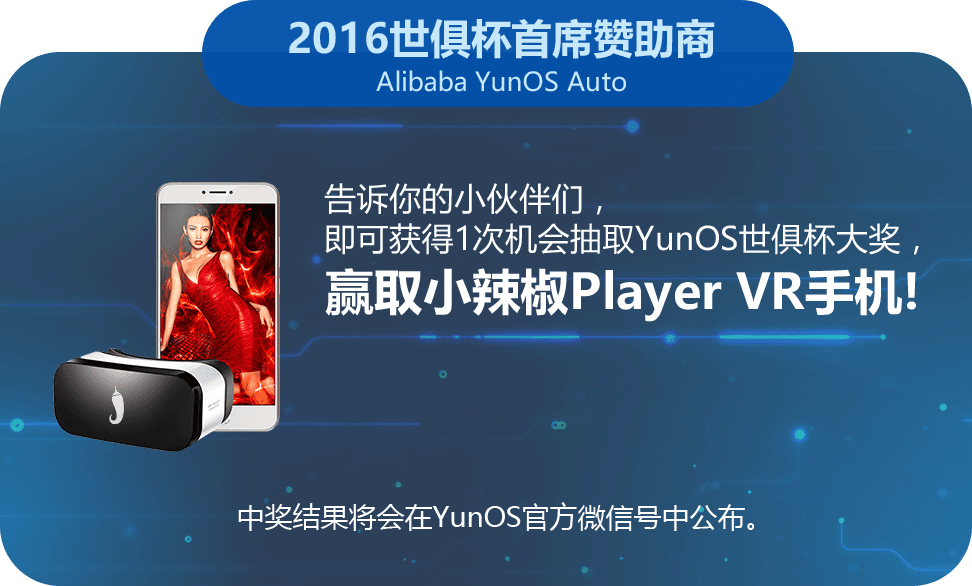 2016世俱杯首席赞助商
Alibaba YunOS Auto
告诉你的小伙伴们，
即可获得1次机会抽取YunOS世俱杯大奖，
赢取小辣椒Player VR手机!
中奖结果将会在YunOS官方微信号中公布。